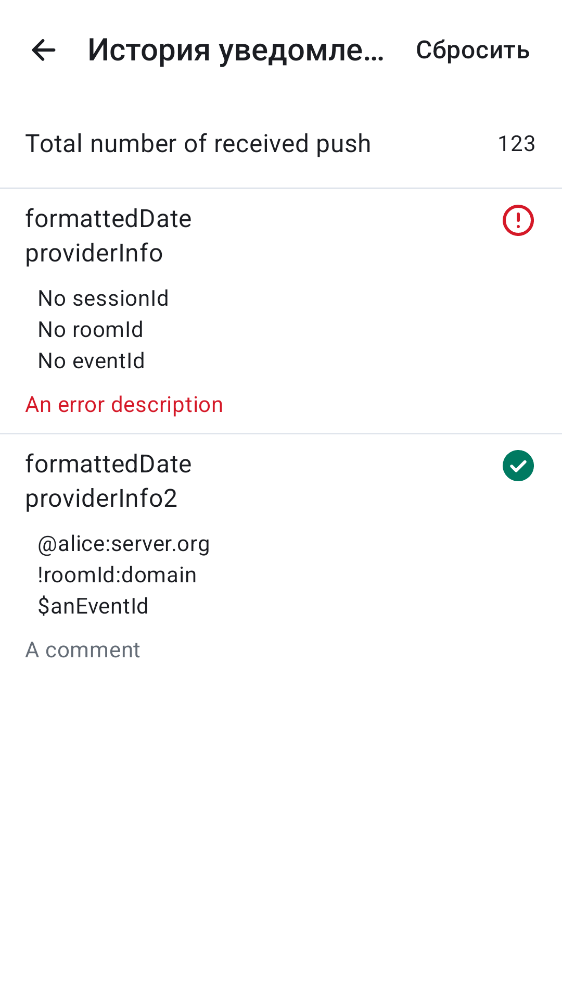 История уведомле...
Сбросить
Total number of received push
123
formattedDate
providerInfo
No sessionId
No roomId
No eventId
An error description
formattedDate
providerInfo2
@alice:server.org
!roomId:domain
$anEventId
A comment